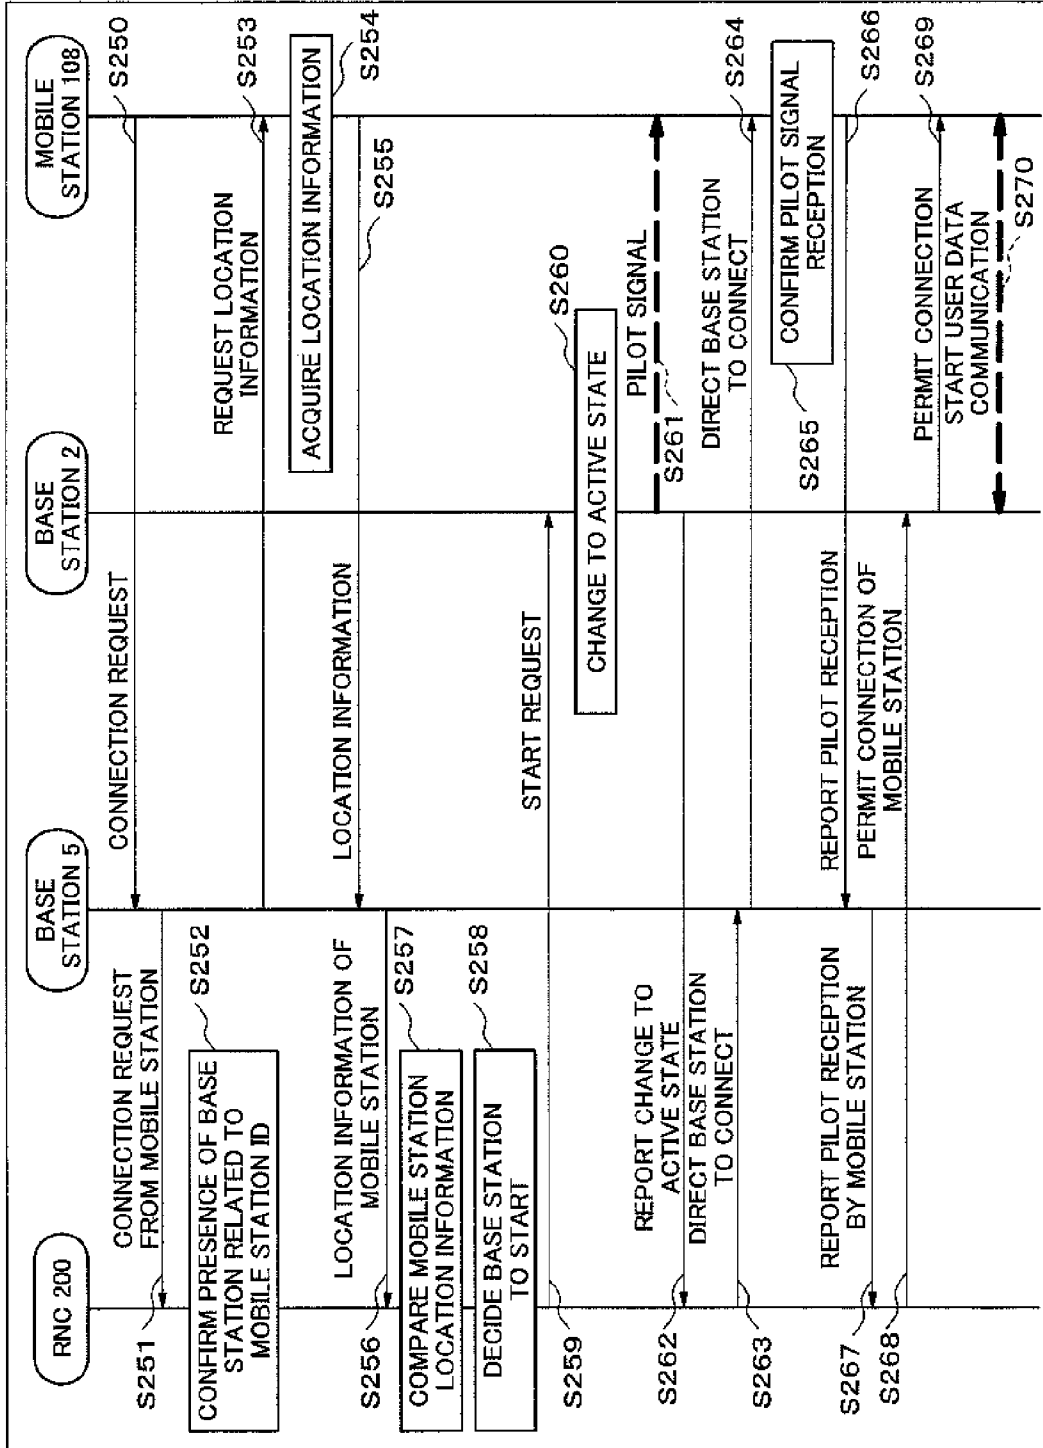 RNC 200
BASE
STATION 5
BASE
STATION 2
MOBILE
STATION 108
CONNECTION REQUEST
S250
CONNECTION REQUEST
FROM MOBILE STATION
S251
CONFIRM PRESENCE OF BASE
STATION RELATED TO
MOBILE STATION ID
S252
REQUEST LOCATION
INFORMATION
S253
ACQUIRE LOCATION INFORMATION
S254
LOCATION INFORMATION
S255
LOCATION INFORMATION OF
MOBILE STATION
S256
COMPARE MOBILE STATION
LOCATION INFORMATION
S257
DECIDE BASE STATION
TO START
S258
START REQUEST
S259
CHANGE TO ACTIVE STATE
S260
PILOT SIGNAL
S261
REPORT CHANGE TO
ACTIVE STATE
S262
DIRECT BASE STATION
TO CONNECT
S263
DIRECT BASE STATION
TO CONNECT
S264
CONFIRM PILOT SIGNAL
RECEPTION
S265
REPORT PILOT RECEPTION
S266
REPORT PILOT RECEPTION
BY MOBILE STATION
S267
PERMIT CONNECTION OF
MOBILE STATION
S268
PERMIT CONNECTION
S269
START USER DATA
COMMUNICATION
S270